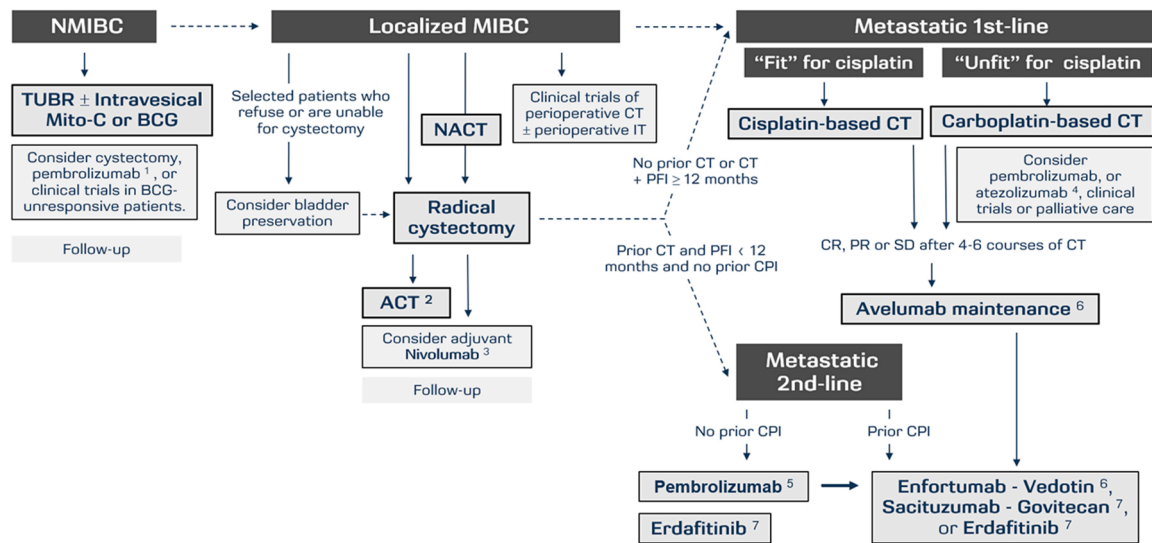 NMIBC
Localized MIBC
Metastatic 1st-line
"Fit" for cisplatin
"Unfit" for cisplatin
TUBR ± Intravesical
Mito-C or BCG
Selected patients who
refuse or are unable
for cystectomy
Clinical trials of
perioperative CT
± perioperative IT
NACT
Cisplatin-based CT
Carboplatin-based CT
Consider cystectomy,
pembrolizumab ¹, or
clinical trials in BCG-
unresponsive patients.
No prior CT or CT
+ PFI ≥ 12 months
Consider
pembrolizumab, or
atezolizumab ⁴, clinical
trials or palliative care
Consider bladder
preservation
Radical
cystectomy
Follow-up
Prior CT and PFI < 12
months and no prior CPI
CR, PR or SD after 4-6 courses of CT
ACT ²
Avelumab maintenance ⁶
Consider adjuvant
Nivolumab ³
Follow-up
Metastatic
2nd-line
No prior CPI
Prior CPI
Pembrolizumab ⁵
Erdafitinib ⁷
Enfortumab - Vedotin ⁶,
Sacituzumab - Govitecan ⁷,
or Erdafitinib ⁷